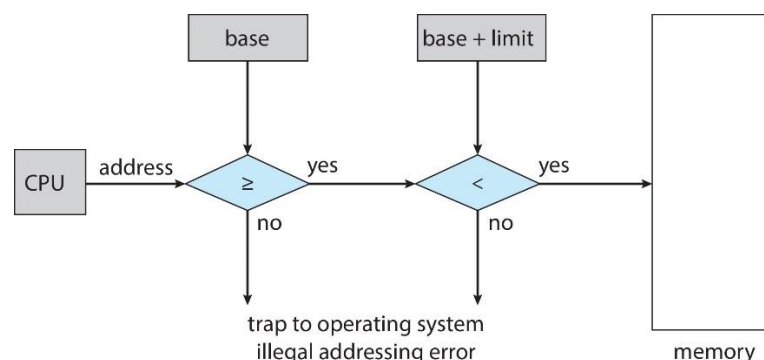 base
base + limit
CPU
address
≥
yes
<
yes
no
no
trap to operating system
illegal addressing error
memory